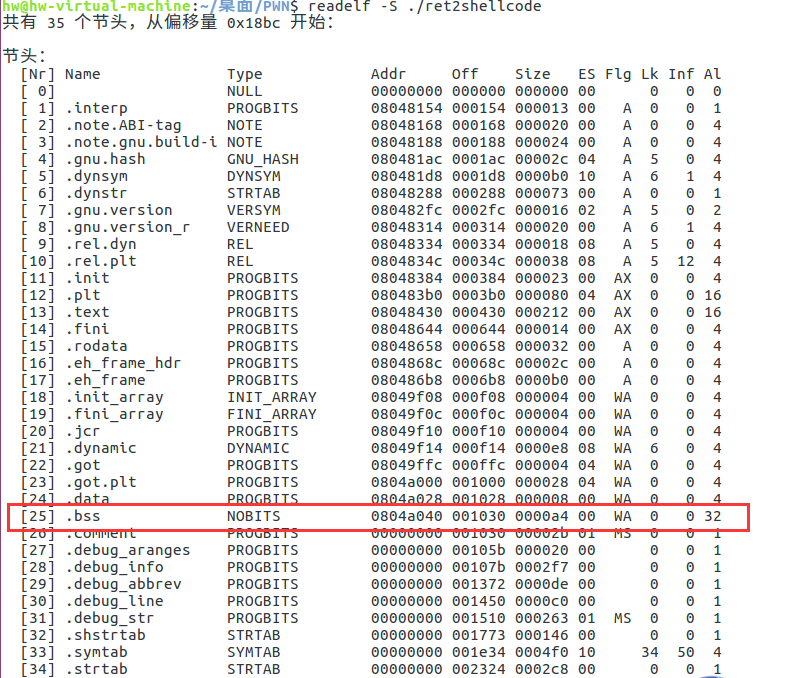 hw@hw-virtual-machine:~/桌面/PWN$ readelf -S ./ret2shellcode
共有 35 个节头，从偏移量 0x18bc 开始：
节头：
[Nr] Name Type Addr Off Size ES Flg Lk Inf Al
[ 0] NULL 00000000 000000 000000 00 0 0 0
[ 1] .interp PROGBITS 08048154 000154 000013 00 A 0 0 1
[ 2] .note.ABI-tag NOTE 08048168 000168 000020 00 A 0 0 4
[ 3] .note.gnu.build-i NOTE 08048188 000188 000024 00 A 0 0 4
[ 4] .gnu.hash GNU_HASH 080481ac 0001ac 00002c 04 A 5 0 4
[ 5] .dynsym DYNSYM 080481d8 0001d8 0000b0 10 A 6 1 4
[ 6] .dynstr STRTAB 08048288 000288 000073 00 A 0 0 1
[ 7] .gnu.version VERSYM 080482fc 0002fc 000016 02 A 5 0 2
[ 8] .gnu.version_r VERNEED 08048314 000314 000020 00 A 6 1 4
[ 9] .rel.dyn REL 08048334 000334 000018 08 A 5 0 4
[10] .rel.plt REL 0804834c 00034c 000038 08 A 5 12 4
[11] .init PROGBITS 08048384 000384 000023 00 AX 0 0 4
[12] .plt PROGBITS 080483b0 0003b0 000080 04 AX 0 0 16
[13] .text PROGBITS 08048430 000430 000212 00 AX 0 0 16
[14] .fini PROGBITS 08048644 000644 000014 00 AX 0 0 4
[15] .rodata PROGBITS 08048658 000658 000032 00 A 0 0 4
[16] .eh_frame_hdr PROGBITS 0804868c 00068c 00002c 00 A 0 0 4
[17] .eh_frame PROGBITS 080486b8 0006b8 0000b0 00 A 0 0 4
[18] .init_array INIT_ARRAY 08049f08 000f08 000004 00 WA 0 0 4
[19] .fini_array FINI_ARRAY 08049f0c 000f0c 000004 00 WA 0 0 4
[20] .jcr PROGBITS 08049f10 000f10 000004 00 WA 0 0 4
[21] .dynamic DYNAMIC 08049f14 000f14 0000e8 08 WA 6 0 4
[22] .got PROGBITS 08049ffc 000ffc 000004 04 WA 0 0 4
[23] .got.plt PROGBITS 0804a000 001000 000028 04 WA 0 0 4
[24] .data PROGBITS 0804a028 001028 000008 00 WA 0 0 4
[25] .bss NOBITS 0804a040 001030 0000a4 00 WA 0 0 32
[26] .comment PROGBITS 00000000 001030 00002b 01 MS 0 0 1
[27] .debug_aranges PROGBITS 00000000 00105b 000020 00 0 0 1
[28] .debug_info PROGBITS 00000000 00107b 0002f7 00 0 0 1
[29] .debug_abbrev PROGBITS 00000000 001372 0000de 00 0 0 1
[30] .debug_line PROGBITS 00000000 001450 0000c0 00 0 0 1
[31] .debug_str PROGBITS 00000000 001510 000263 01 MS 0 0 1
[32] .shstrtab STRTAB 00000000 001773 000146 00 0 0 1
[33] .symtab SYMTAB 00000000 001e34 0004f0 10 34 50 4
[34] .strtab STRTAB 00000000 002324 0002c8 00 0 0 1